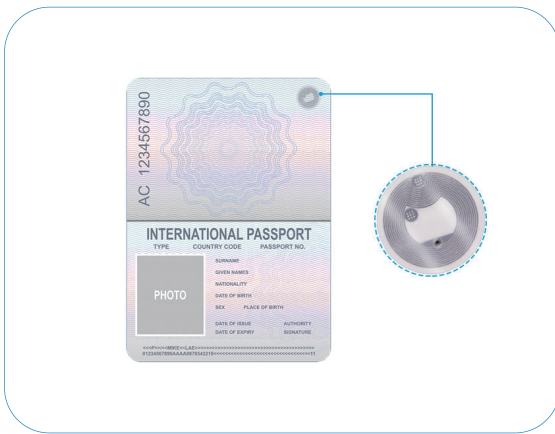 AC 1234567890
INTERNATIONAL PASSPORT
TYPE COUNTRY CODE PASSPORT NO.
SURNAME
GIVEN NAMES
NATIONALITY
DATE OF BIRTH
SEX PLACE OF BIRTH
PHOTO
DATE OF ISSUE AUTHORITY
DATE OF EXPIRY SIGNATURE